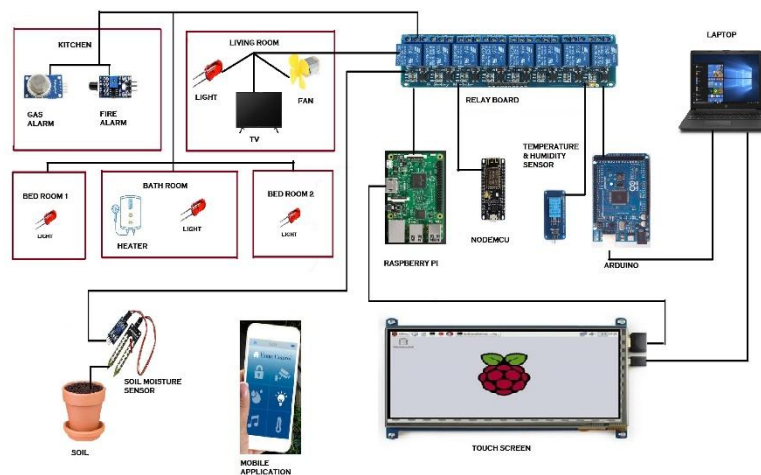 KITCHEN
GAS
ALARM
FIRE
ALARM
LIVING ROOM
LIGHT
TV
FAN
RELAY BOARD
LAPTOP
BED ROOM 1
LIGHT
BATH ROOM
HEATER
LIGHT
BED ROOM 2
LIGHT
RASPBERRY PI
NODEMCU
TEMPERATURE
& HUMIDITY
SENSOR
ARDUINO
SOIL MOISTURE
SENSOR
SOIL
MOBILE
APPLICATION
TOUCH SCREEN